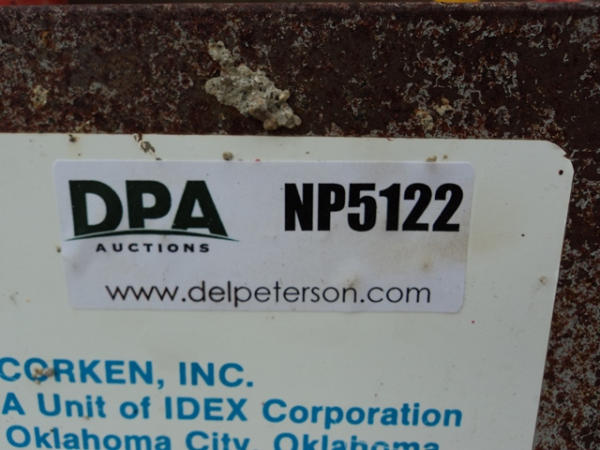 DPA
AUCTIONS
NP5122
www.delpeterson.com
CORKEN, INC.
A Unit of IDEX Corporation
Oklahoma City, Oklahoma